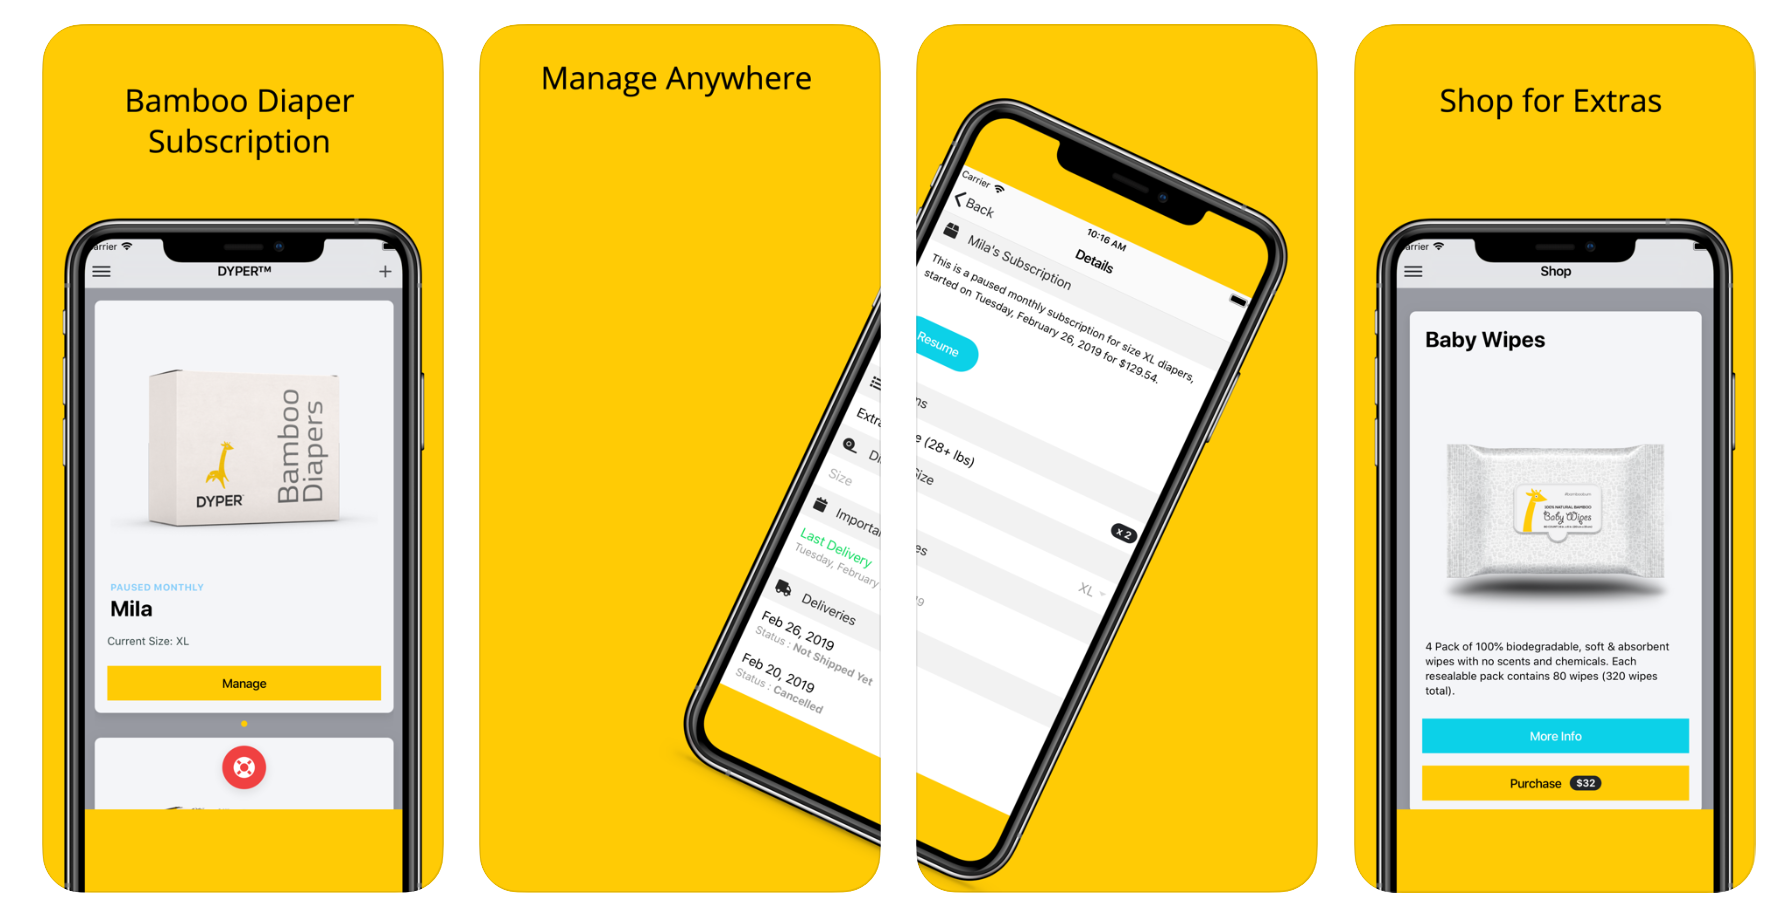 Bamboo Diaper
Subscription
arrier
DYPER™
Bamboo
Diapers
DYPER
PAUSED MONTHLY
Mila
Current Size: XL
Manage
Manage Anywhere
Carrier
10:16 AM
Back
Details
Mila's Subscription
This is a paused monthly subscription for size XL diapers,
started on Tuesday, February 26, 2019 for $129.54.
Resume
ns
Extra
e (28+ lbs)
x 2
Di
Size
Size
XL
Importa
es
Last Delivery
Tuesday, February
19
Deliveries
Feb 26, 2019
Status : Not Shipped Yet
Feb 20, 2019
Status : Cancelled
Shop for Extras
arrier
Shop
Baby Wipes
100% NATURAL BAMBOO
Baby Wipes
4 Pack of 100% biodegradable, soft & absorbent
wipes with no scents and chemicals. Each
resealable pack contains 80 wipes (320 wipes
total).
More Info
Purchase $32